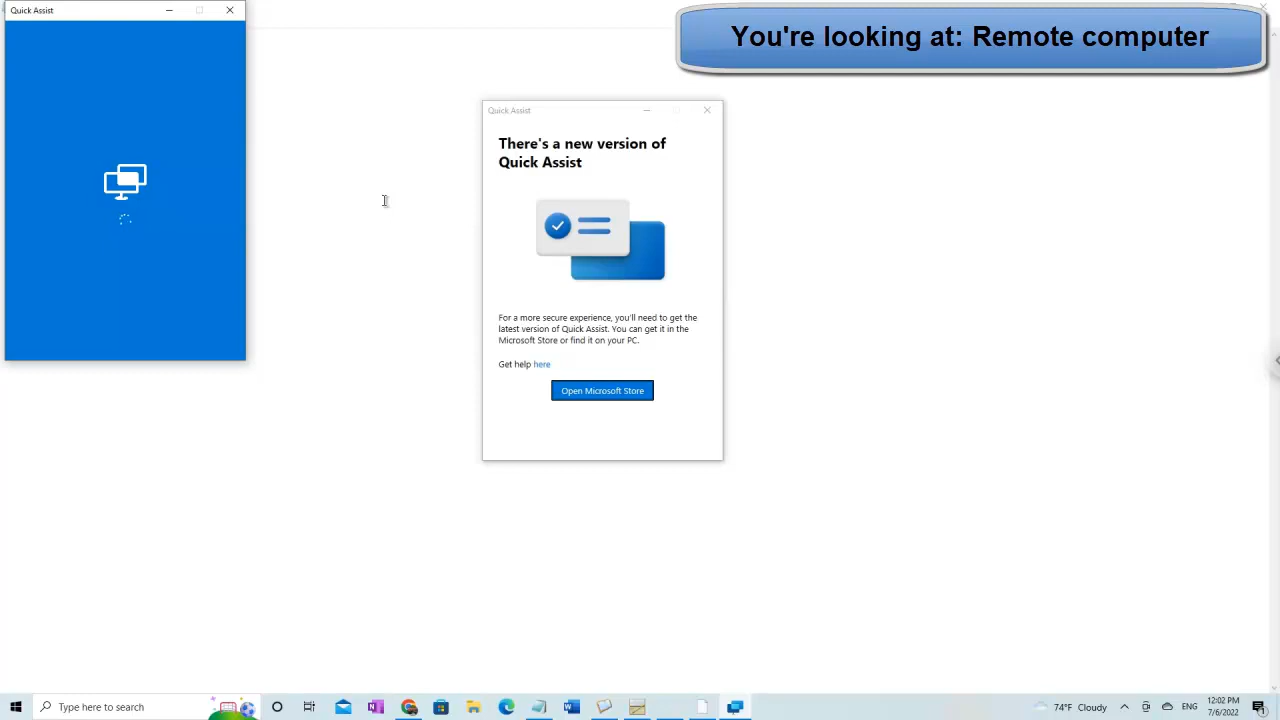 Quick Assist
You're looking at: Remote computer
Quick Assist
There's a new version of
Quick Assist
For a more secure experience, you'll need to get the
latest version of Quick Assist. You can get it in the
Microsoft Store or find it on your PC.
Get help here
Open Microsoft Store
Type here to search
74°F Cloudy
12:02 PM
7/6/2022